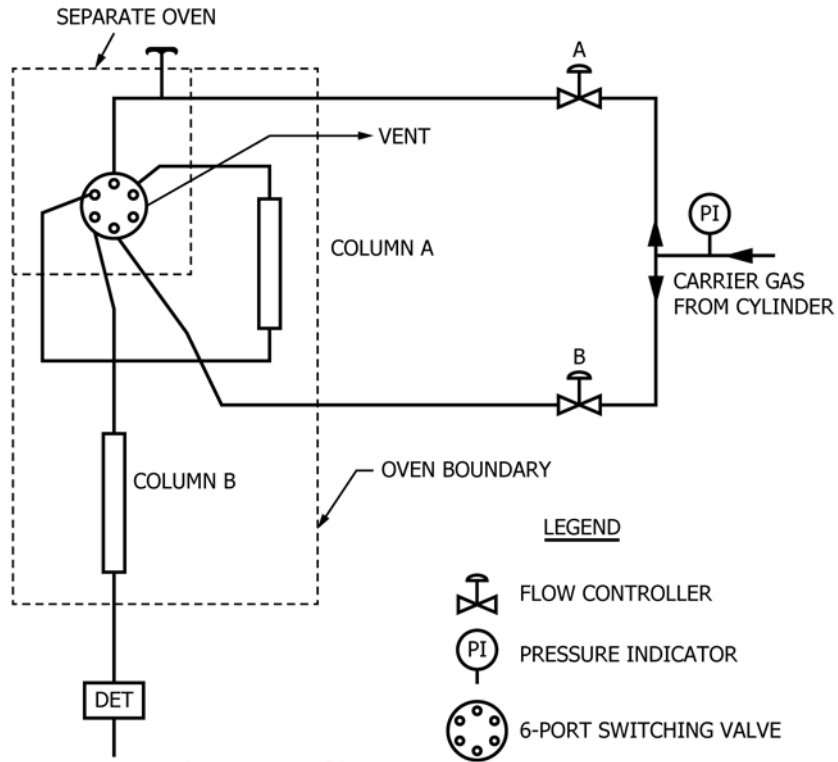 SEPARATE OVEN
A
VENT
PI
COLUMN A
CARRIER GAS
FROM CYLINDER
B
COLUMN B
OVEN BOUNDARY
LEGEND
FLOW CONTROLLER
PI
PRESSURE INDICATOR
DET
6-PORT SWITCHING VALVE